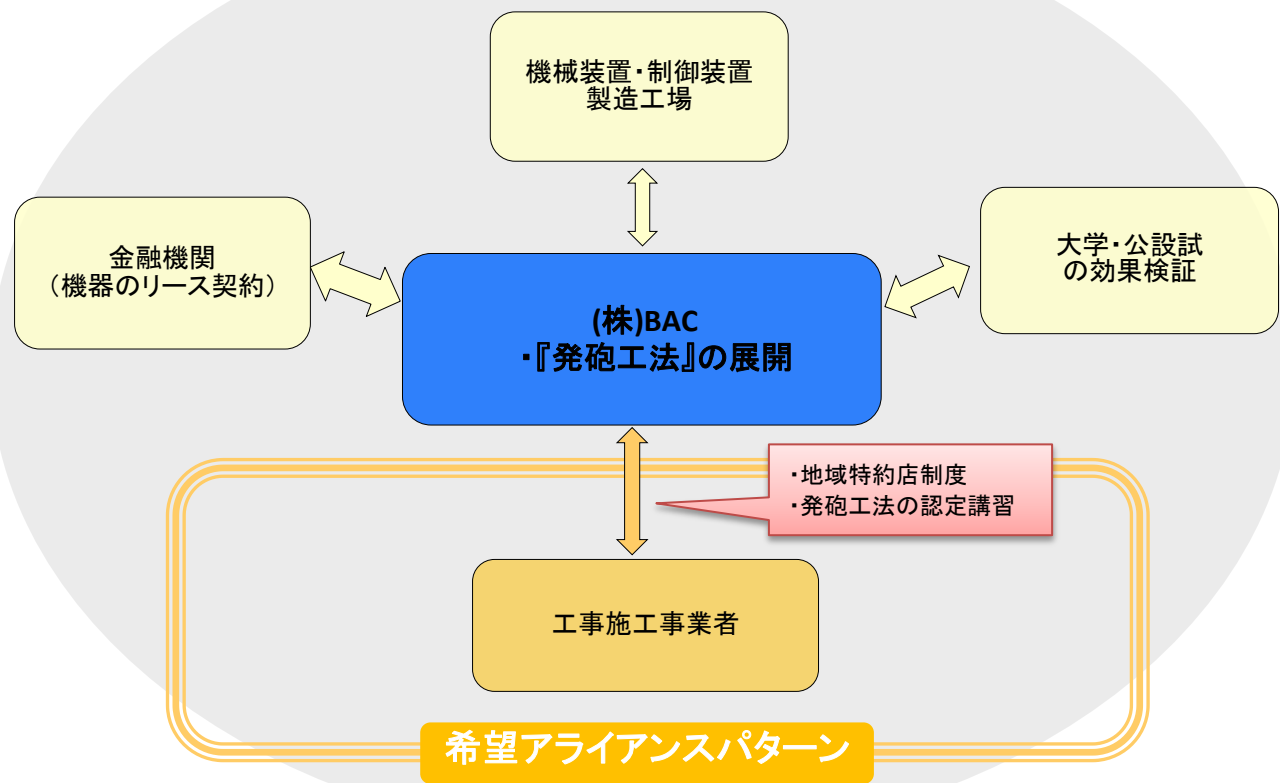 機械装置・制御装置
製造工場
金融機関
（機器のリース契約）
大学・公設試
の効果検証
(株)BAC
・『発砲工法』の展開
・地域特約店制度
・発砲工法の認定講習
工事施工事業者
希望アライアンスパターン